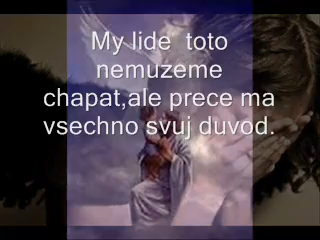 My lide  toto
nemuzeme
chapat,ale prece ma
vsechno svuj duvod.